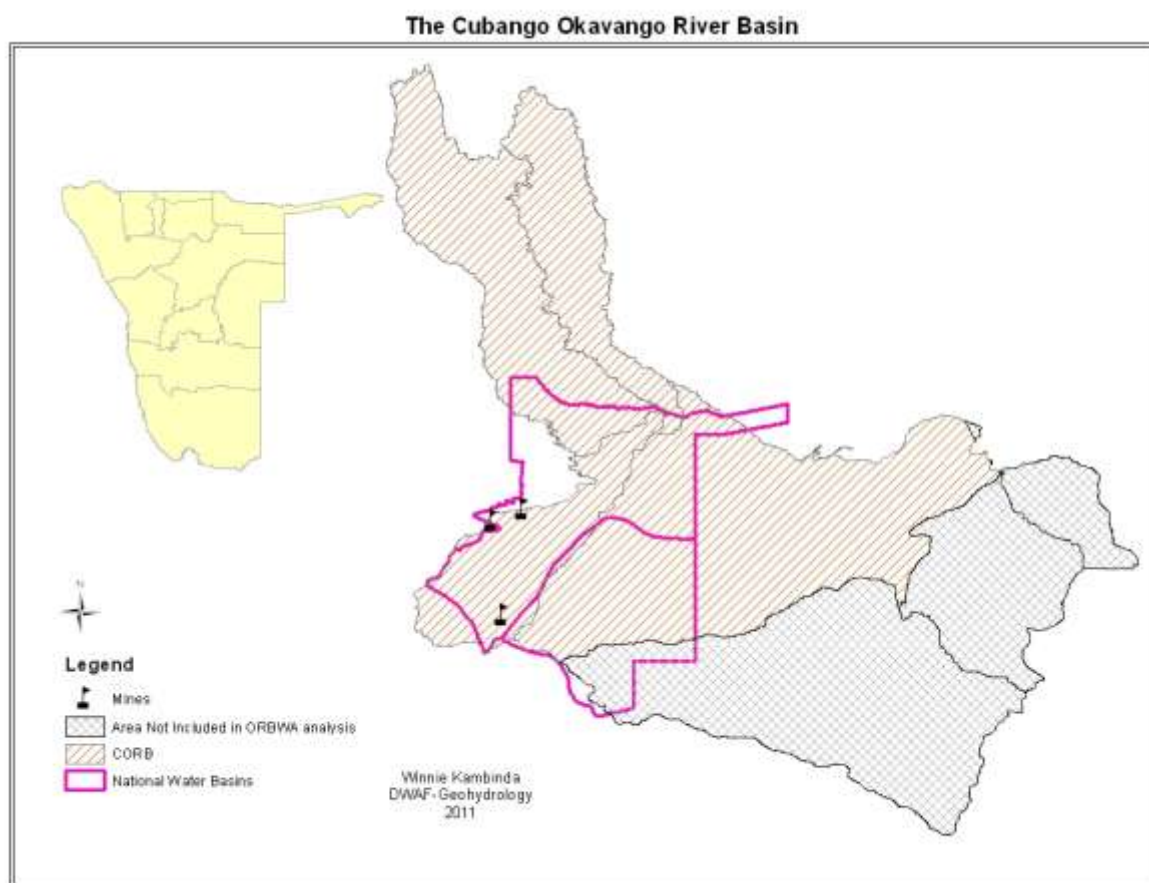 The Cubango Okavango River Basin
N
Legend
Mines
Area Not Included in ORBWA analysis
CORB
National Water Basins
Winnie Kambinda
DWAF-Geohydrology
2011